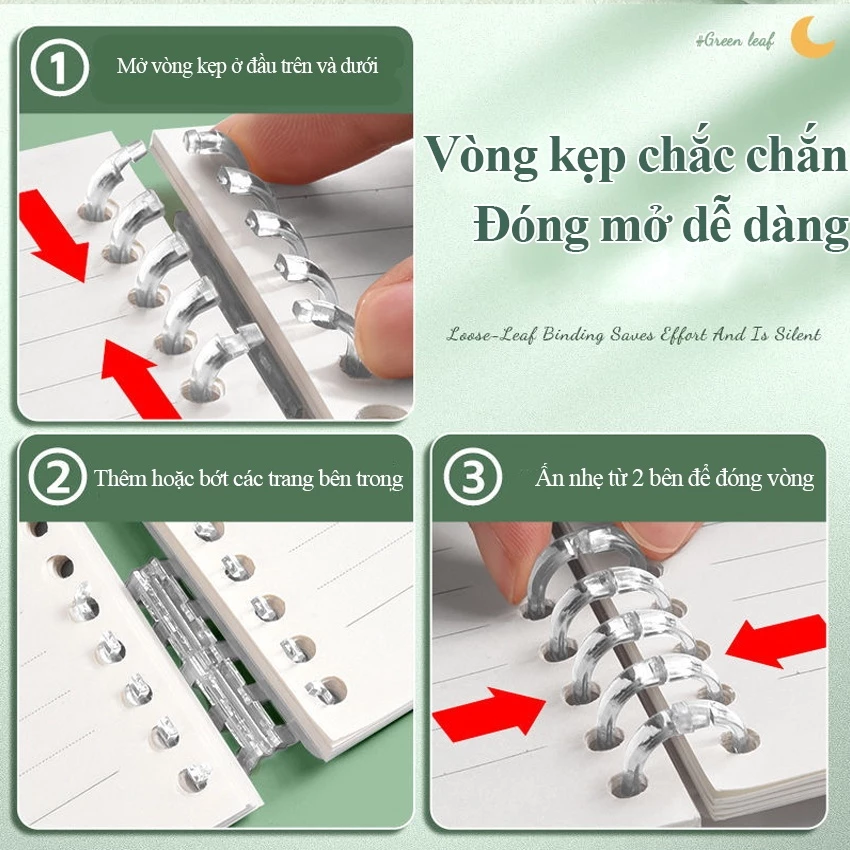 1
Mở vòng kẹp ở đầu trên và dưới
#Green leaf
Vòng kẹp chắc chắn
Đóng mở dễ dàng
Loose-Leaf Binding Saves Effort And Is Silent
2
Thêm hoặc bớt các trang bên trong
3
Ấn nhẹ từ 2 bên để đóng vòng